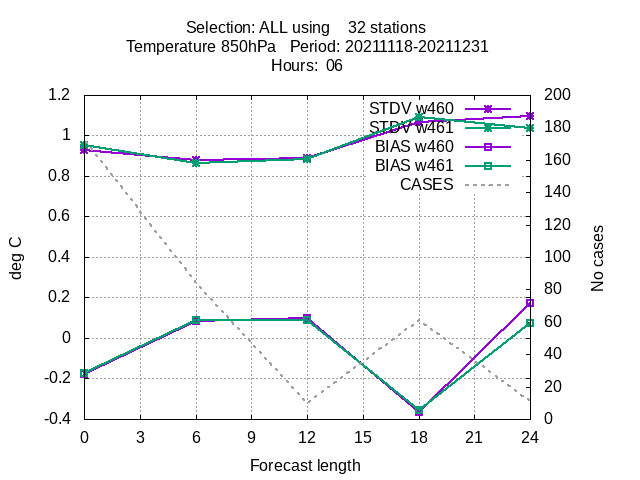 Selection: ALL using    32 stations
Temperature 850hPa   Period: 20211118-20211231
Hours:  06
1.2
1
0.8
0.6
0.4
0.2
0
-0.2
-0.4
deg C
200
180
160
140
120
100
80
60
40
20
0
No cases
STDV w460
STDV w461
BIAS w460
BIAS w461
CASES
0 3 6 9 12 15 18 21 24
Forecast length